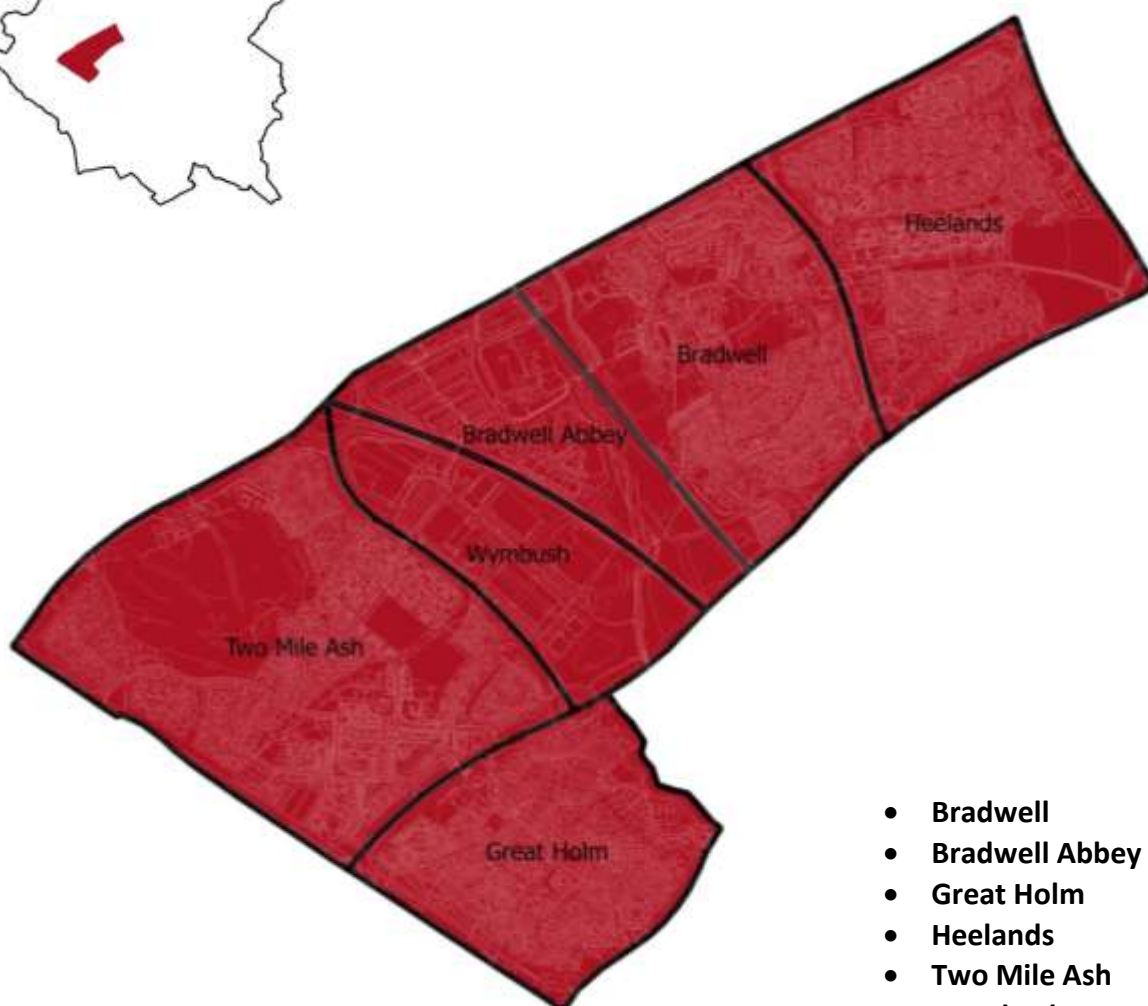 Heelands
Bradwell
Bradwell Abbey
Wymbush
Two Mile Ash
Great Holm
• Bradwell
• Bradwell Abbey
• Great Holm
• Heelands
• Two Mile Ash